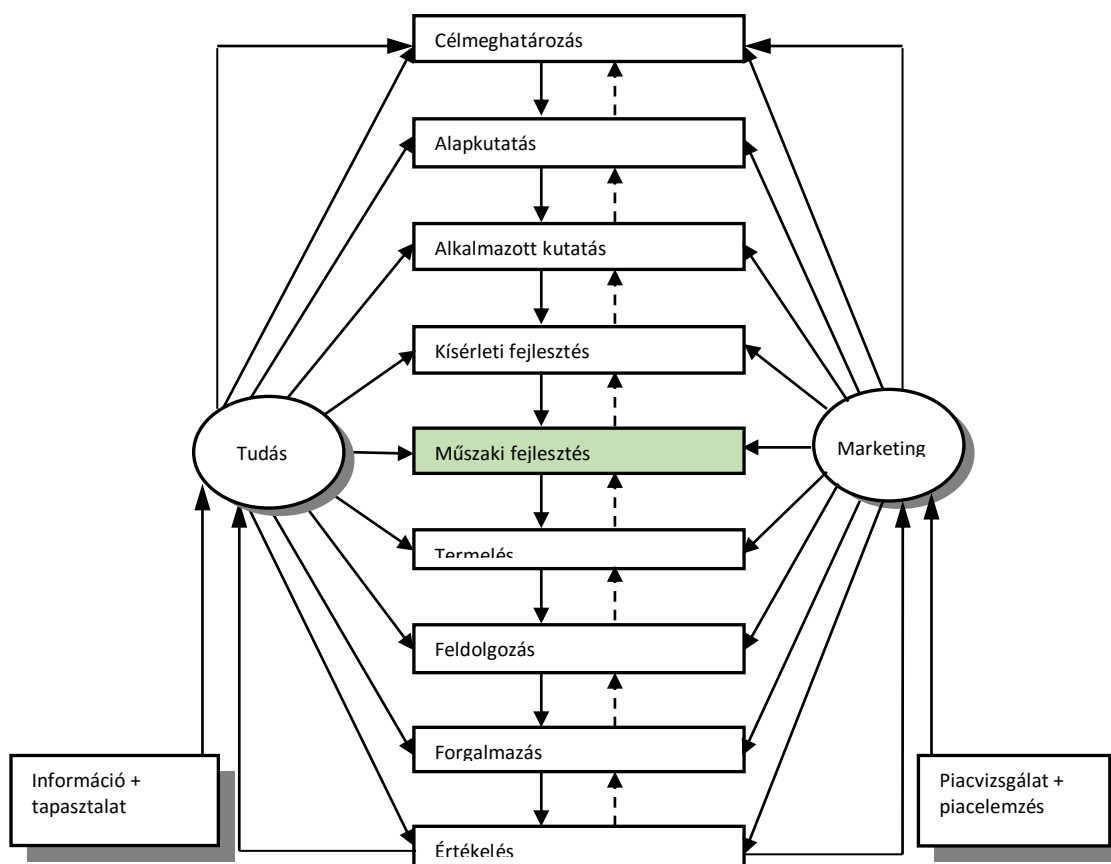 Célmeghatározás
Alapkutatás
Alkalmazott kutatás
Kísérleti fejlesztés
Tudás
Műszaki fejlesztés
Marketing
Termelés
Feldolgozás
Forgalmazás
Információ +
tapasztalat
Piacvizsgálat +
piacelemzés
Értékelés